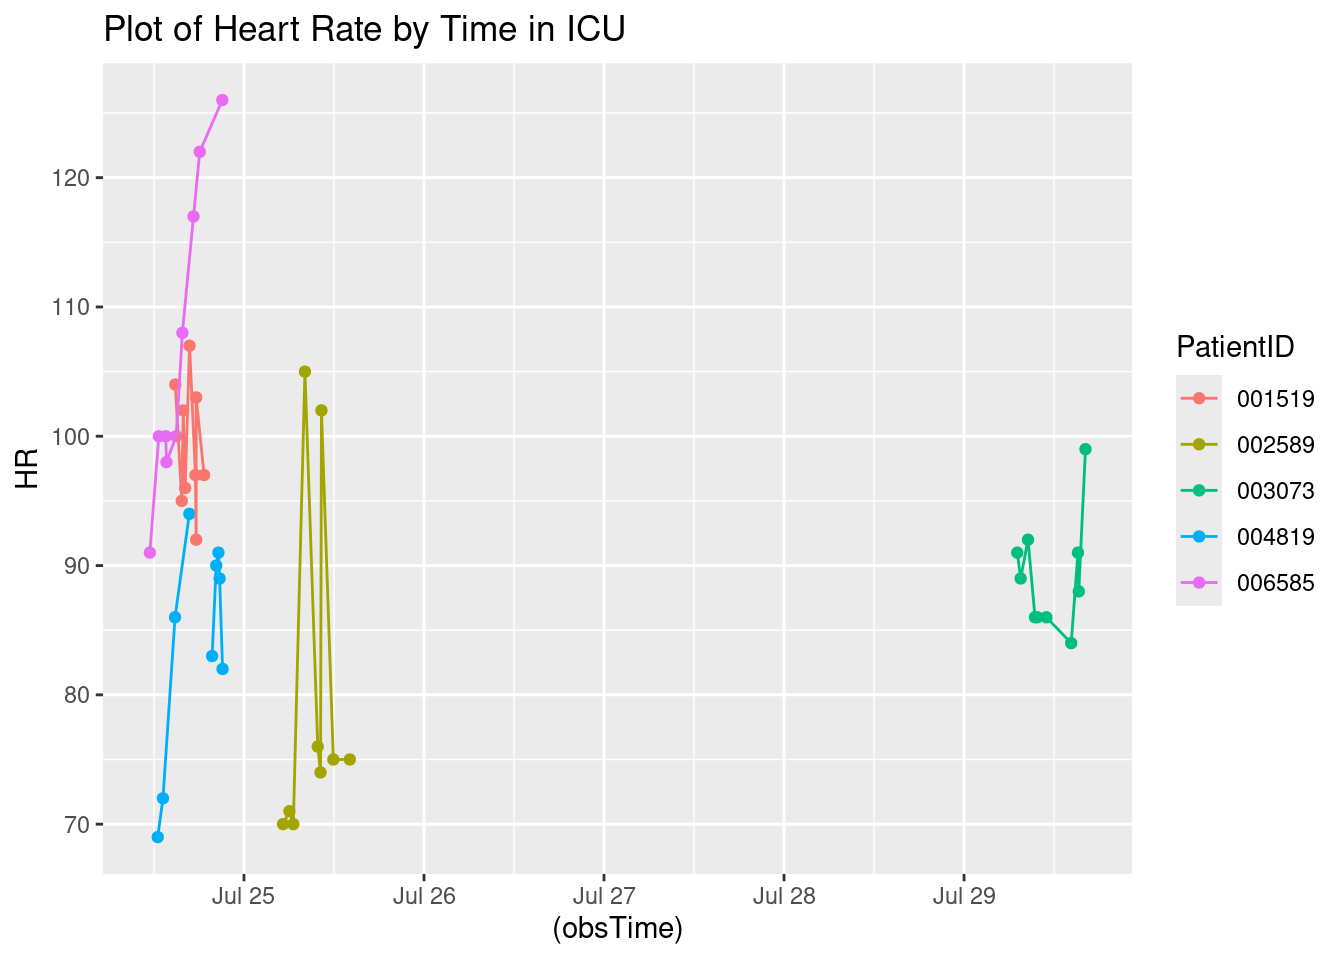 Plot of Heart Rate by Time in ICU
120
110
100
90
80
70
HR
Jul 25 Jul 26 Jul 27 Jul 28 Jul 29
(obsTime)
PatientID
001519
002589
003073
004819
006585